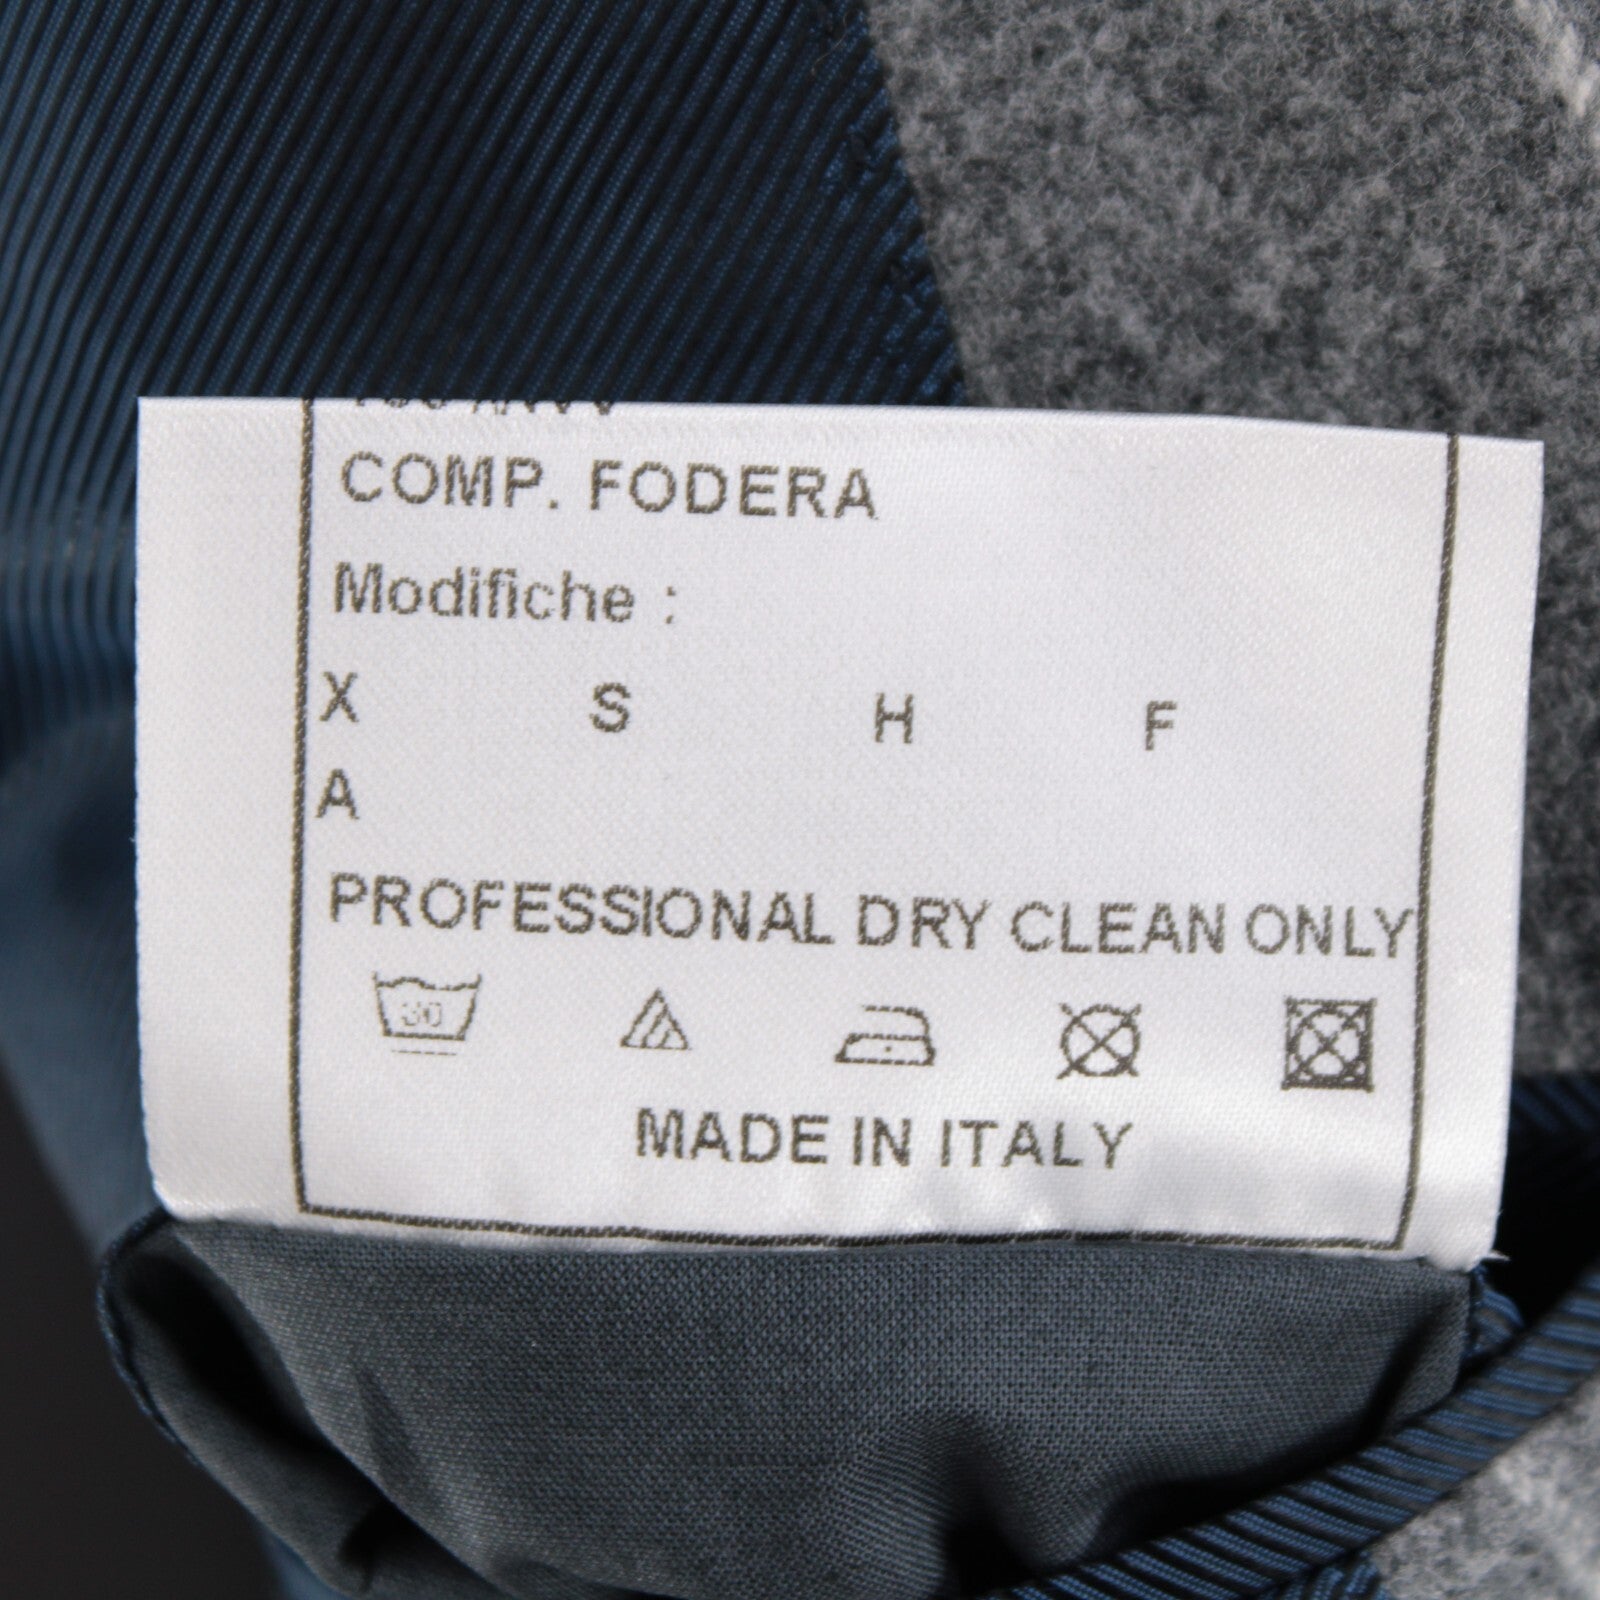 COMP. FODERA
Modifiche :
X S H F
A
PROFESSIONAL DRY CLEAN ONLY
30
MADE IN ITALY